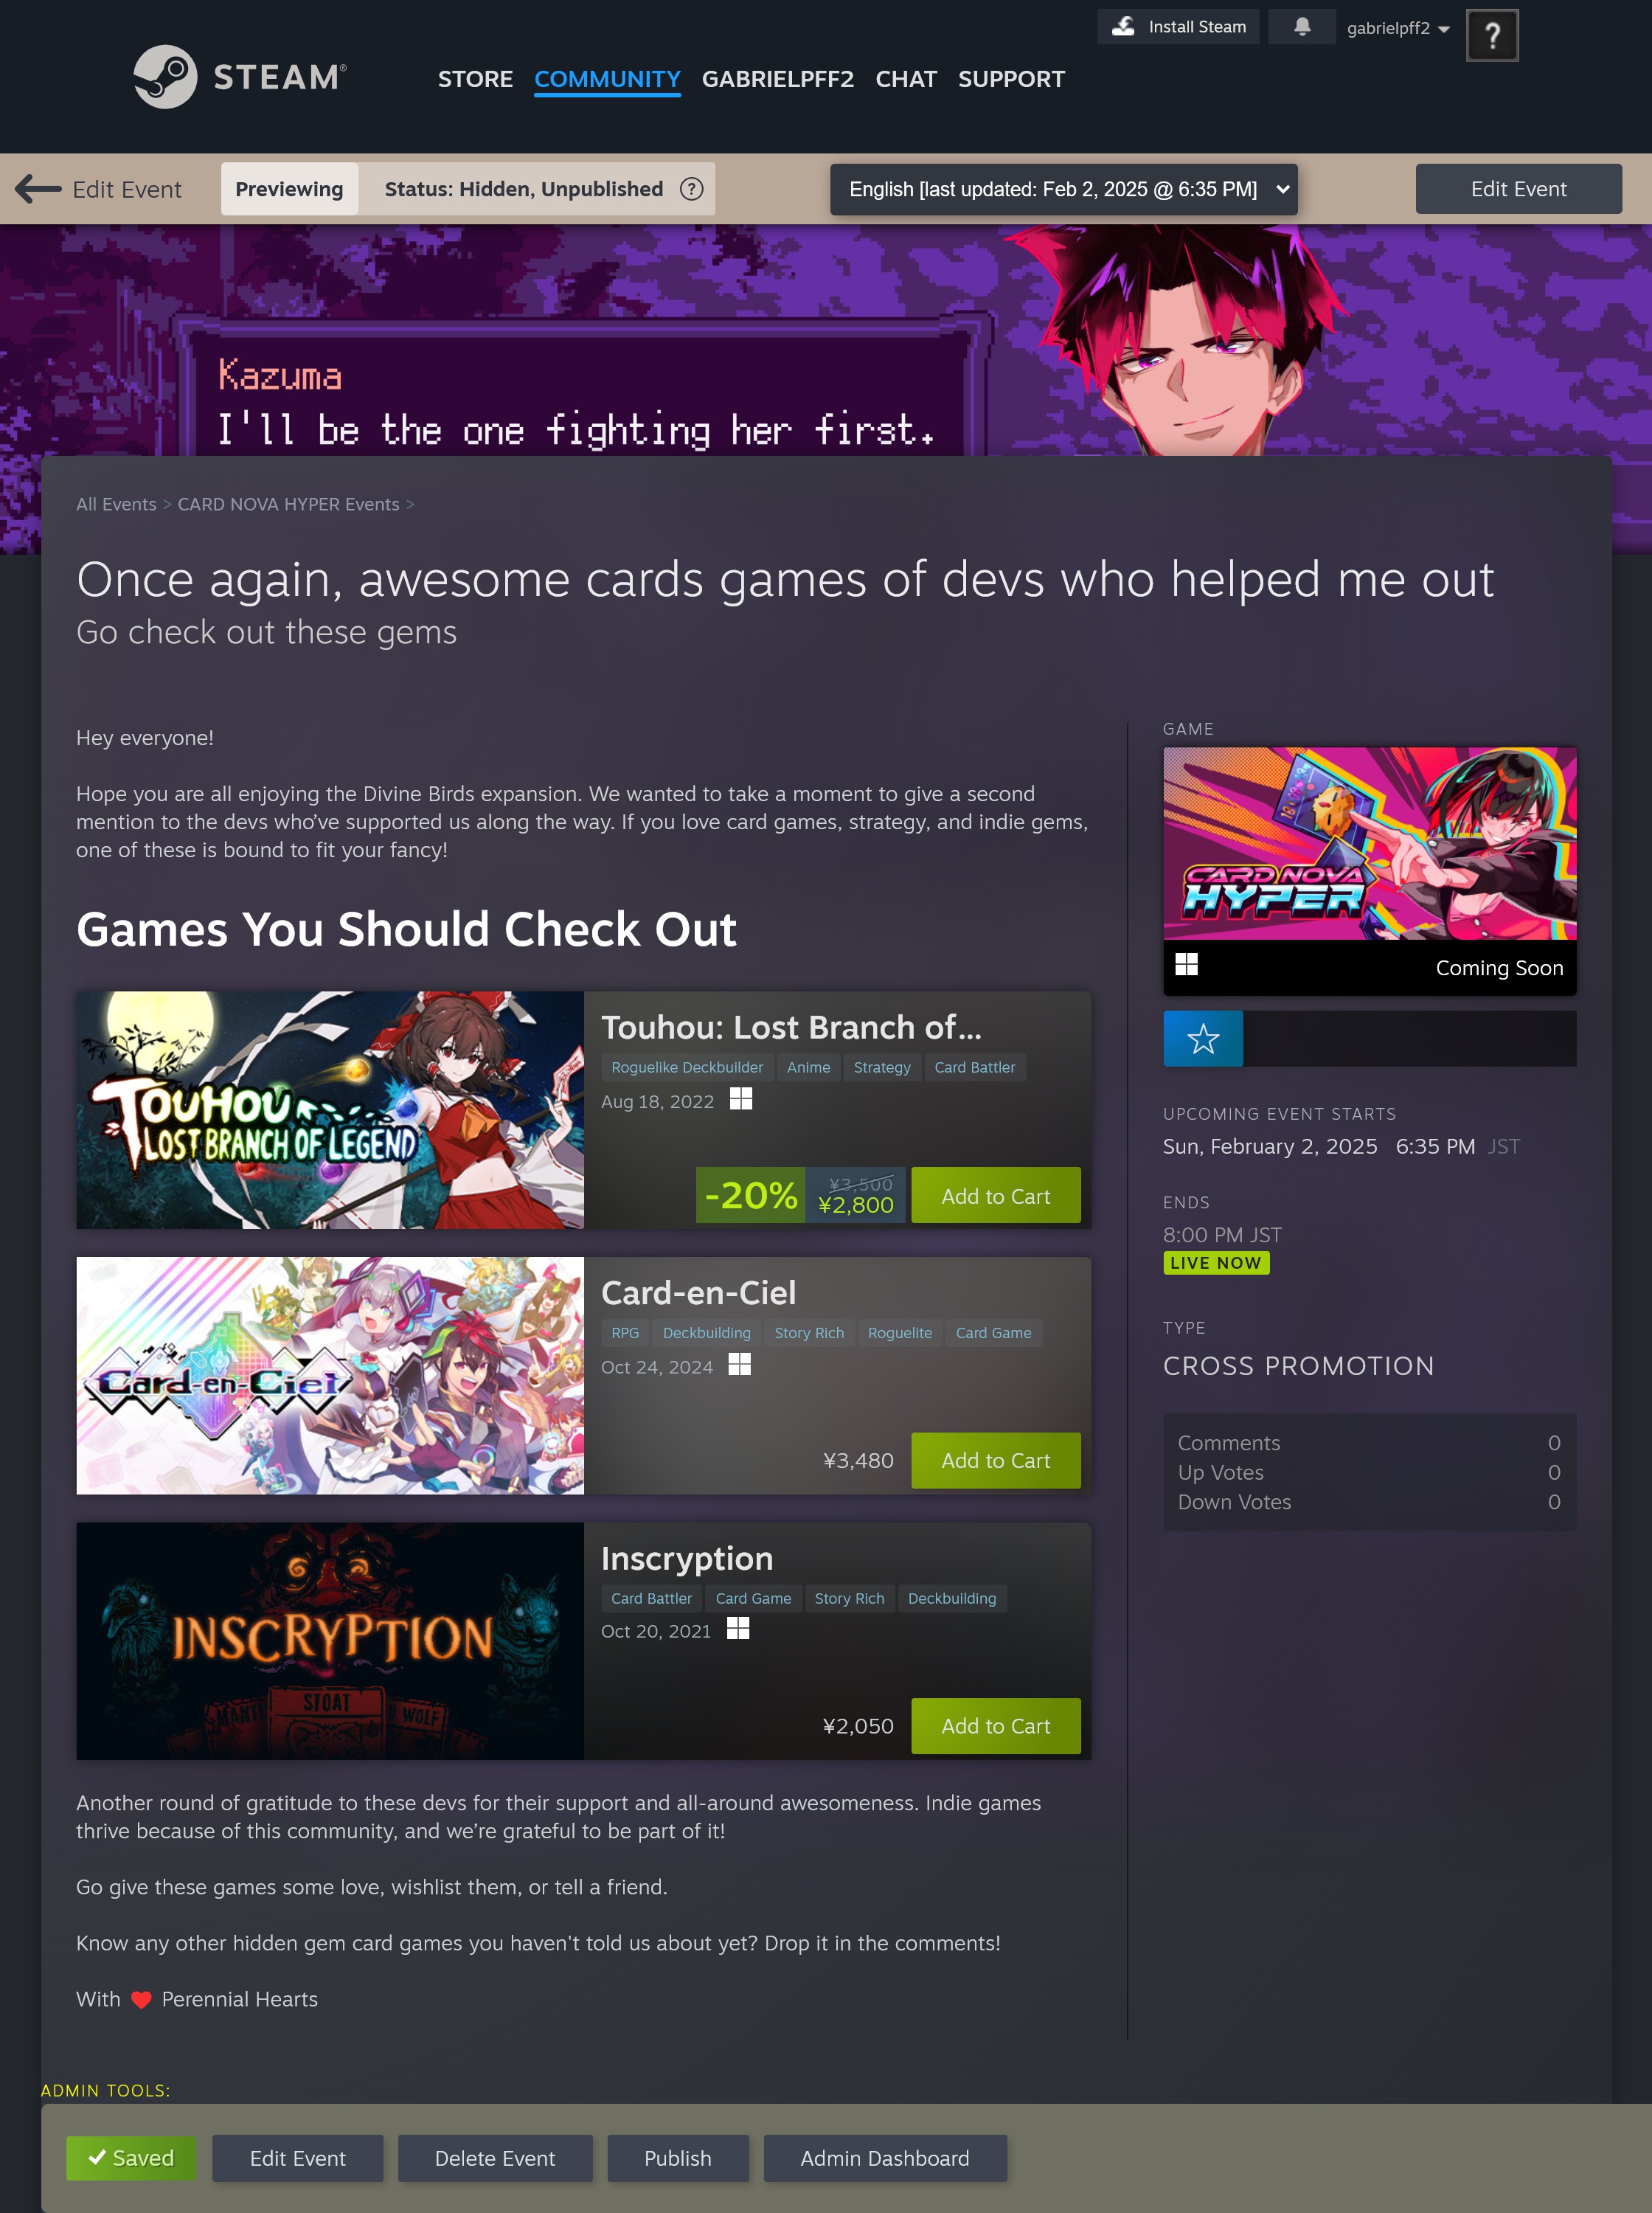 Install Steam
gabrielpff2
?
STEAM®
STORE COMMUNITY GABRIELPFF2 CHAT SUPPORT
Edit Event
Previewing
Status: Hidden, Unpublished ?
English [last updated: Feb 2, 2025 @ 6:35 PM]
Edit Event
Kazuma
I'll be the one fighting her first.
All Events > CARD NOVA HYPER Events >
Once again, awesome cards games of devs who helped me out
Go check out these gems
Hey everyone!
Hope you are all enjoying the Divine Birds expansion. We wanted to take a moment to give a second
mention to the devs who’ve supported us along the way. If you love card games, strategy, and indie gems,
one of these is bound to fit your fancy!
Games You Should Check Out
TOUHOU
LOST BRANCH OF LEGEND
Touhou: Lost Branch of...
Roguelike Deckbuilder Anime Strategy Card Battler
Aug 18, 2022
-20%
¥3,500
¥2,800
Add to Cart
Card-en-Ciel
Card-en-Ciel
RPG Deckbuilding Story Rich Roguelite Card Game
Oct 24, 2024
¥3,480
Add to Cart
INSCRYPTION
STOAT
WOLF
Inscryption
Card Battler Card Game Story Rich Deckbuilding
Oct 20, 2021
¥2,050
Add to Cart
Another round of gratitude to these devs for their support and all-around awesomeness. Indie games
thrive because of this community, and we’re grateful to be part of it!
Go give these games some love, wishlist them, or tell a friend.
Know any other hidden gem card games you haven't told us about yet? Drop it in the comments!
With ❤ Perennial Hearts
GAME
CARD NOVA
HYPER
Coming Soon
UPCOMING EVENT STARTS
Sun, February 2, 2025 6:35 PM JST
ENDS
8:00 PM JST
LIVE NOW
TYPE
CROSS PROMOTION
Comments 0
Up Votes 0
Down Votes 0
ADMIN TOOLS:
Saved
Edit Event
Delete Event
Publish
Admin Dashboard